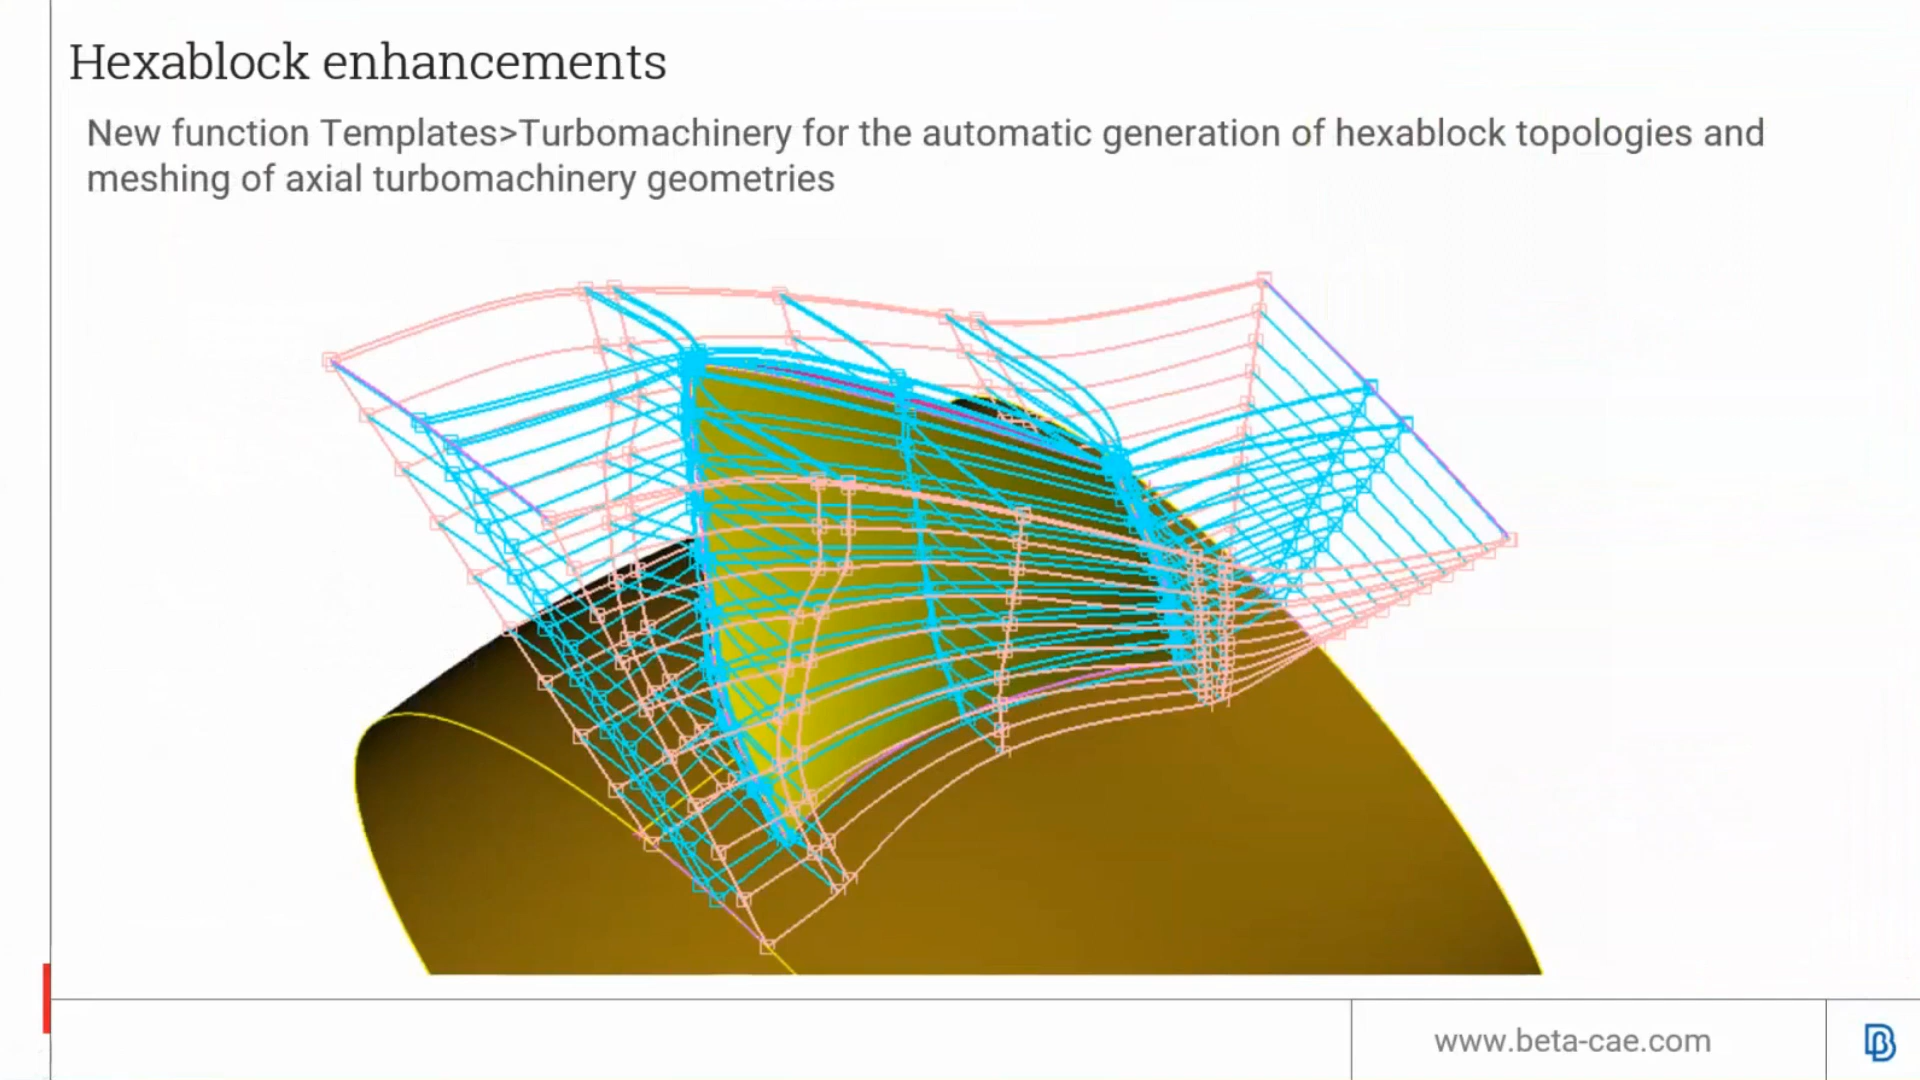 Hexablock enhancements
New function Templates>Turbomachinery for the automatic generation of hexablock topologies and
meshing of axial turbomachinery geometries
www.beta-cae.com